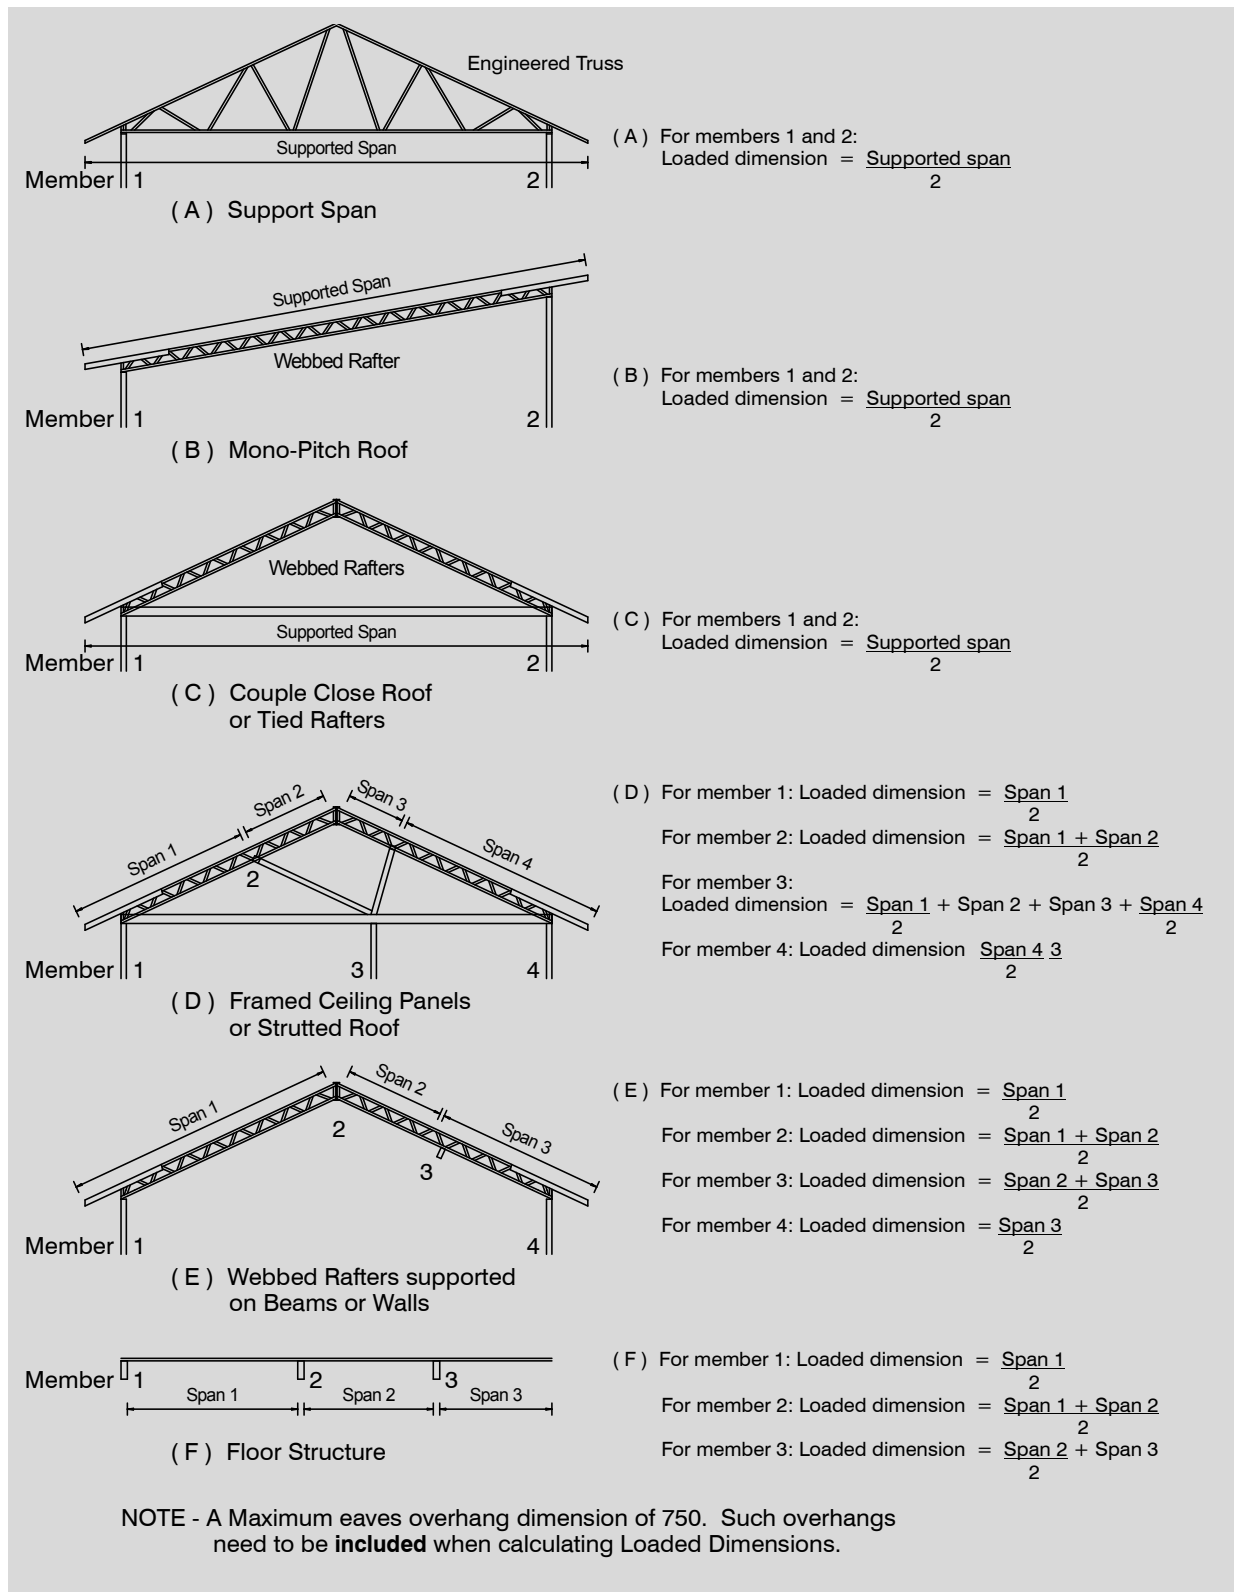 Engineered Truss
Supported Span
Member 1 2
( A ) Support Span
( A ) For members 1 and 2:
Loaded dimension = Supported span
2
Supported Span
Webbed Rafter
Member 1 2
( B ) Mono-Pitch Roof
( B ) For members 1 and 2:
Loaded dimension = Supported span
2
Webbed Rafters
Supported Span
Member 1 2
( C ) Couple Close Roof
or Tied Rafters
( C ) For members 1 and 2:
Loaded dimension = Supported span
2
Span 1
Span 2
Span 3
Span 4
2
Member 1 3 4
( D ) Framed Ceiling Panels
or Strutted Roof
( D ) For member 1: Loaded dimension = Span 1
2
For member 2: Loaded dimension = Span 1 + Span 2
2
For member 3:
Loaded dimension = Span 1 + Span 2 + Span 3 + Span 4
2 2
For member 4: Loaded dimension Span 4 3
2
Span 1
Span 2
Span 3
2
3
Member 1 4
( E ) Webbed Rafters supported
on Beams or Walls
( E ) For member 1: Loaded dimension = Span 1
2
For member 2: Loaded dimension = Span 1 + Span 2
2
For member 3: Loaded dimension = Span 2 + Span 3
2
For member 4: Loaded dimension = Span 3
2
Member 1 2 3
Span 1 Span 2 Span 3
( F ) Floor Structure
( F ) For member 1: Loaded dimension = Span 1
2
For member 2: Loaded dimension = Span 1 + Span 2
2
For member 3: Loaded dimension = Span 2 + Span 3
2
NOTE - A Maximum eaves overhang dimension of 750. Such overhangs
need to be included when calculating Loaded Dimensions.